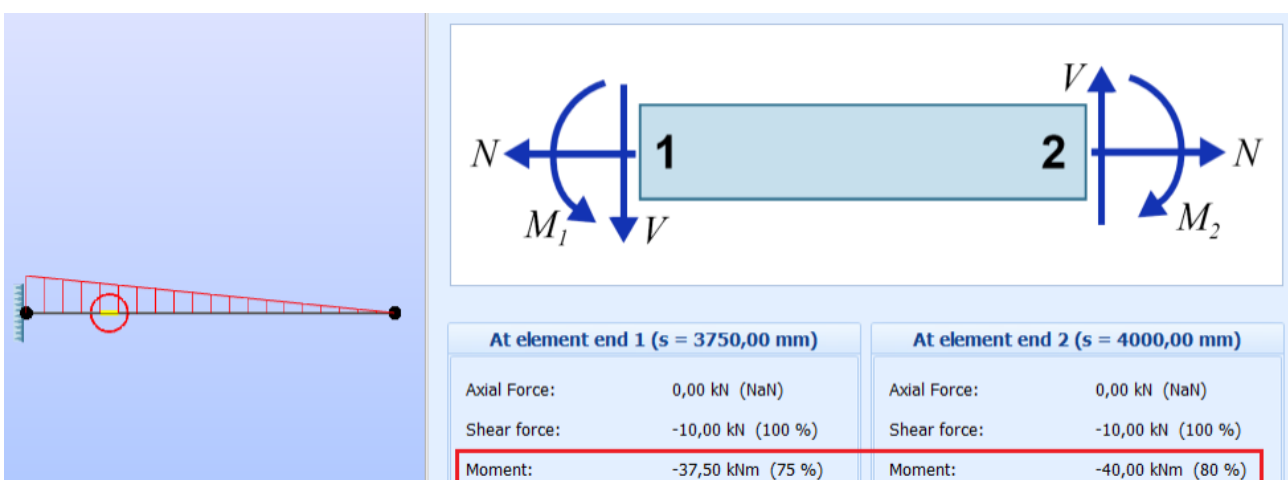 N 1 2 N
V
M1 V M2
At element end 1 (s = 3750,00 mm) At element end 2 (s = 4000,00 mm)
Axial Force: 0,00 kN (NaN) Axial Force: 0,00 kN (NaN)
Shear force: -10,00 kN (100 %) Shear force: -10,00 kN (100 %)
Moment: -37,50 kNm (75 %) Moment: -40,00 kNm (80 %)